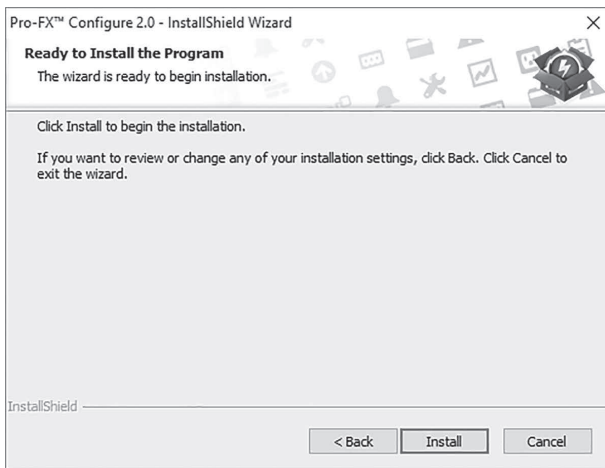 Pro-FX™ Configure 2.0 - InstallShield Wizard
Ready to Install the Program
The wizard is ready to begin installation.
Click Install to begin the installation.
If you want to review or change any of your installation settings, click Back. Click Cancel to
exit the wizard.
InstallShield
< Back Install Cancel